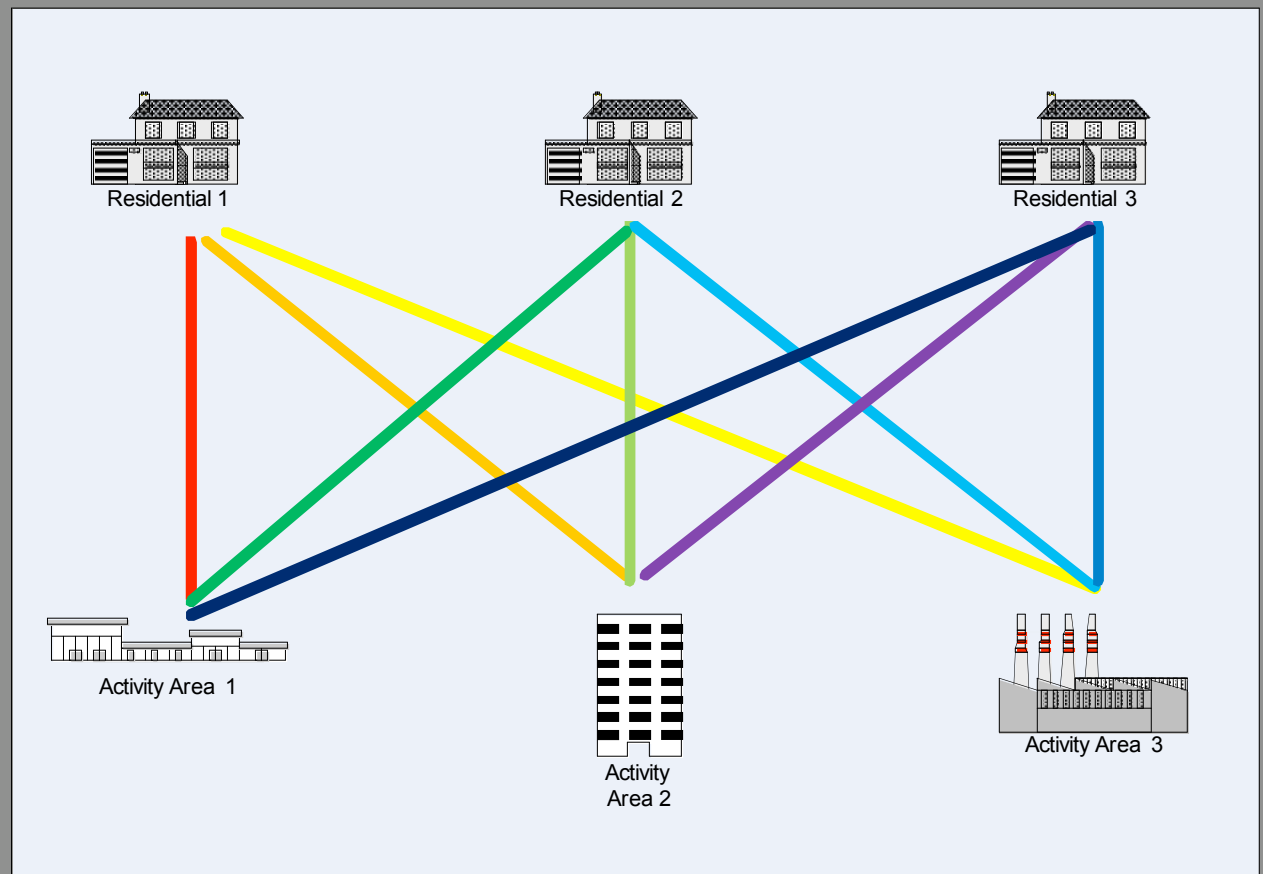 Residential 1
Residential 2
Residential 3
Activity Area 1
Activity
Area 2
Activity Area 3